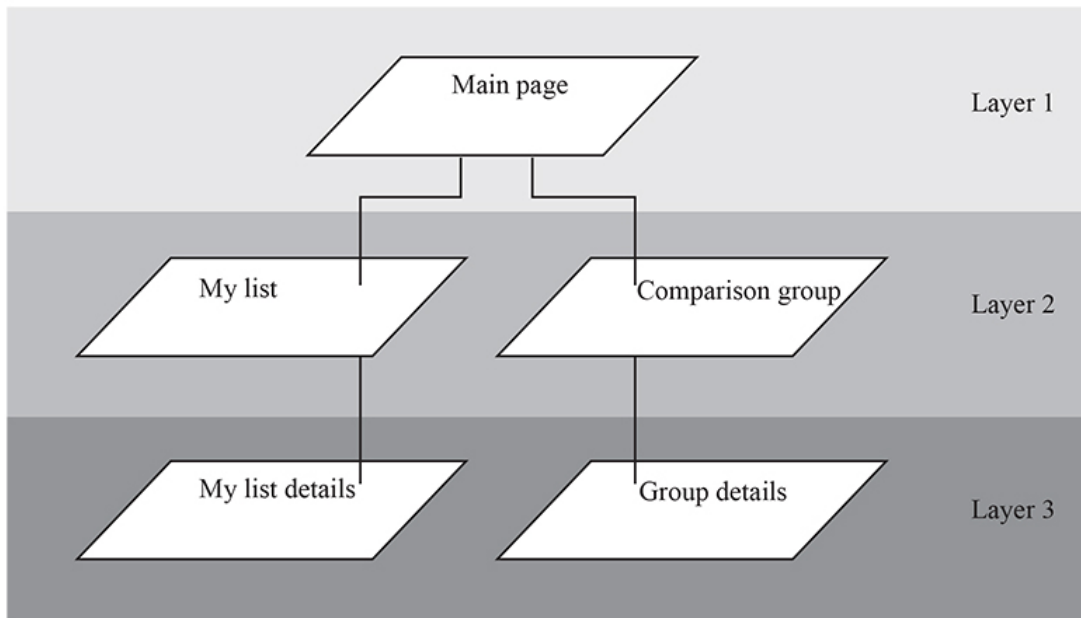 Main page
Layer 1
My list
Comparison group
Layer 2
My list details
Group details
Layer 3